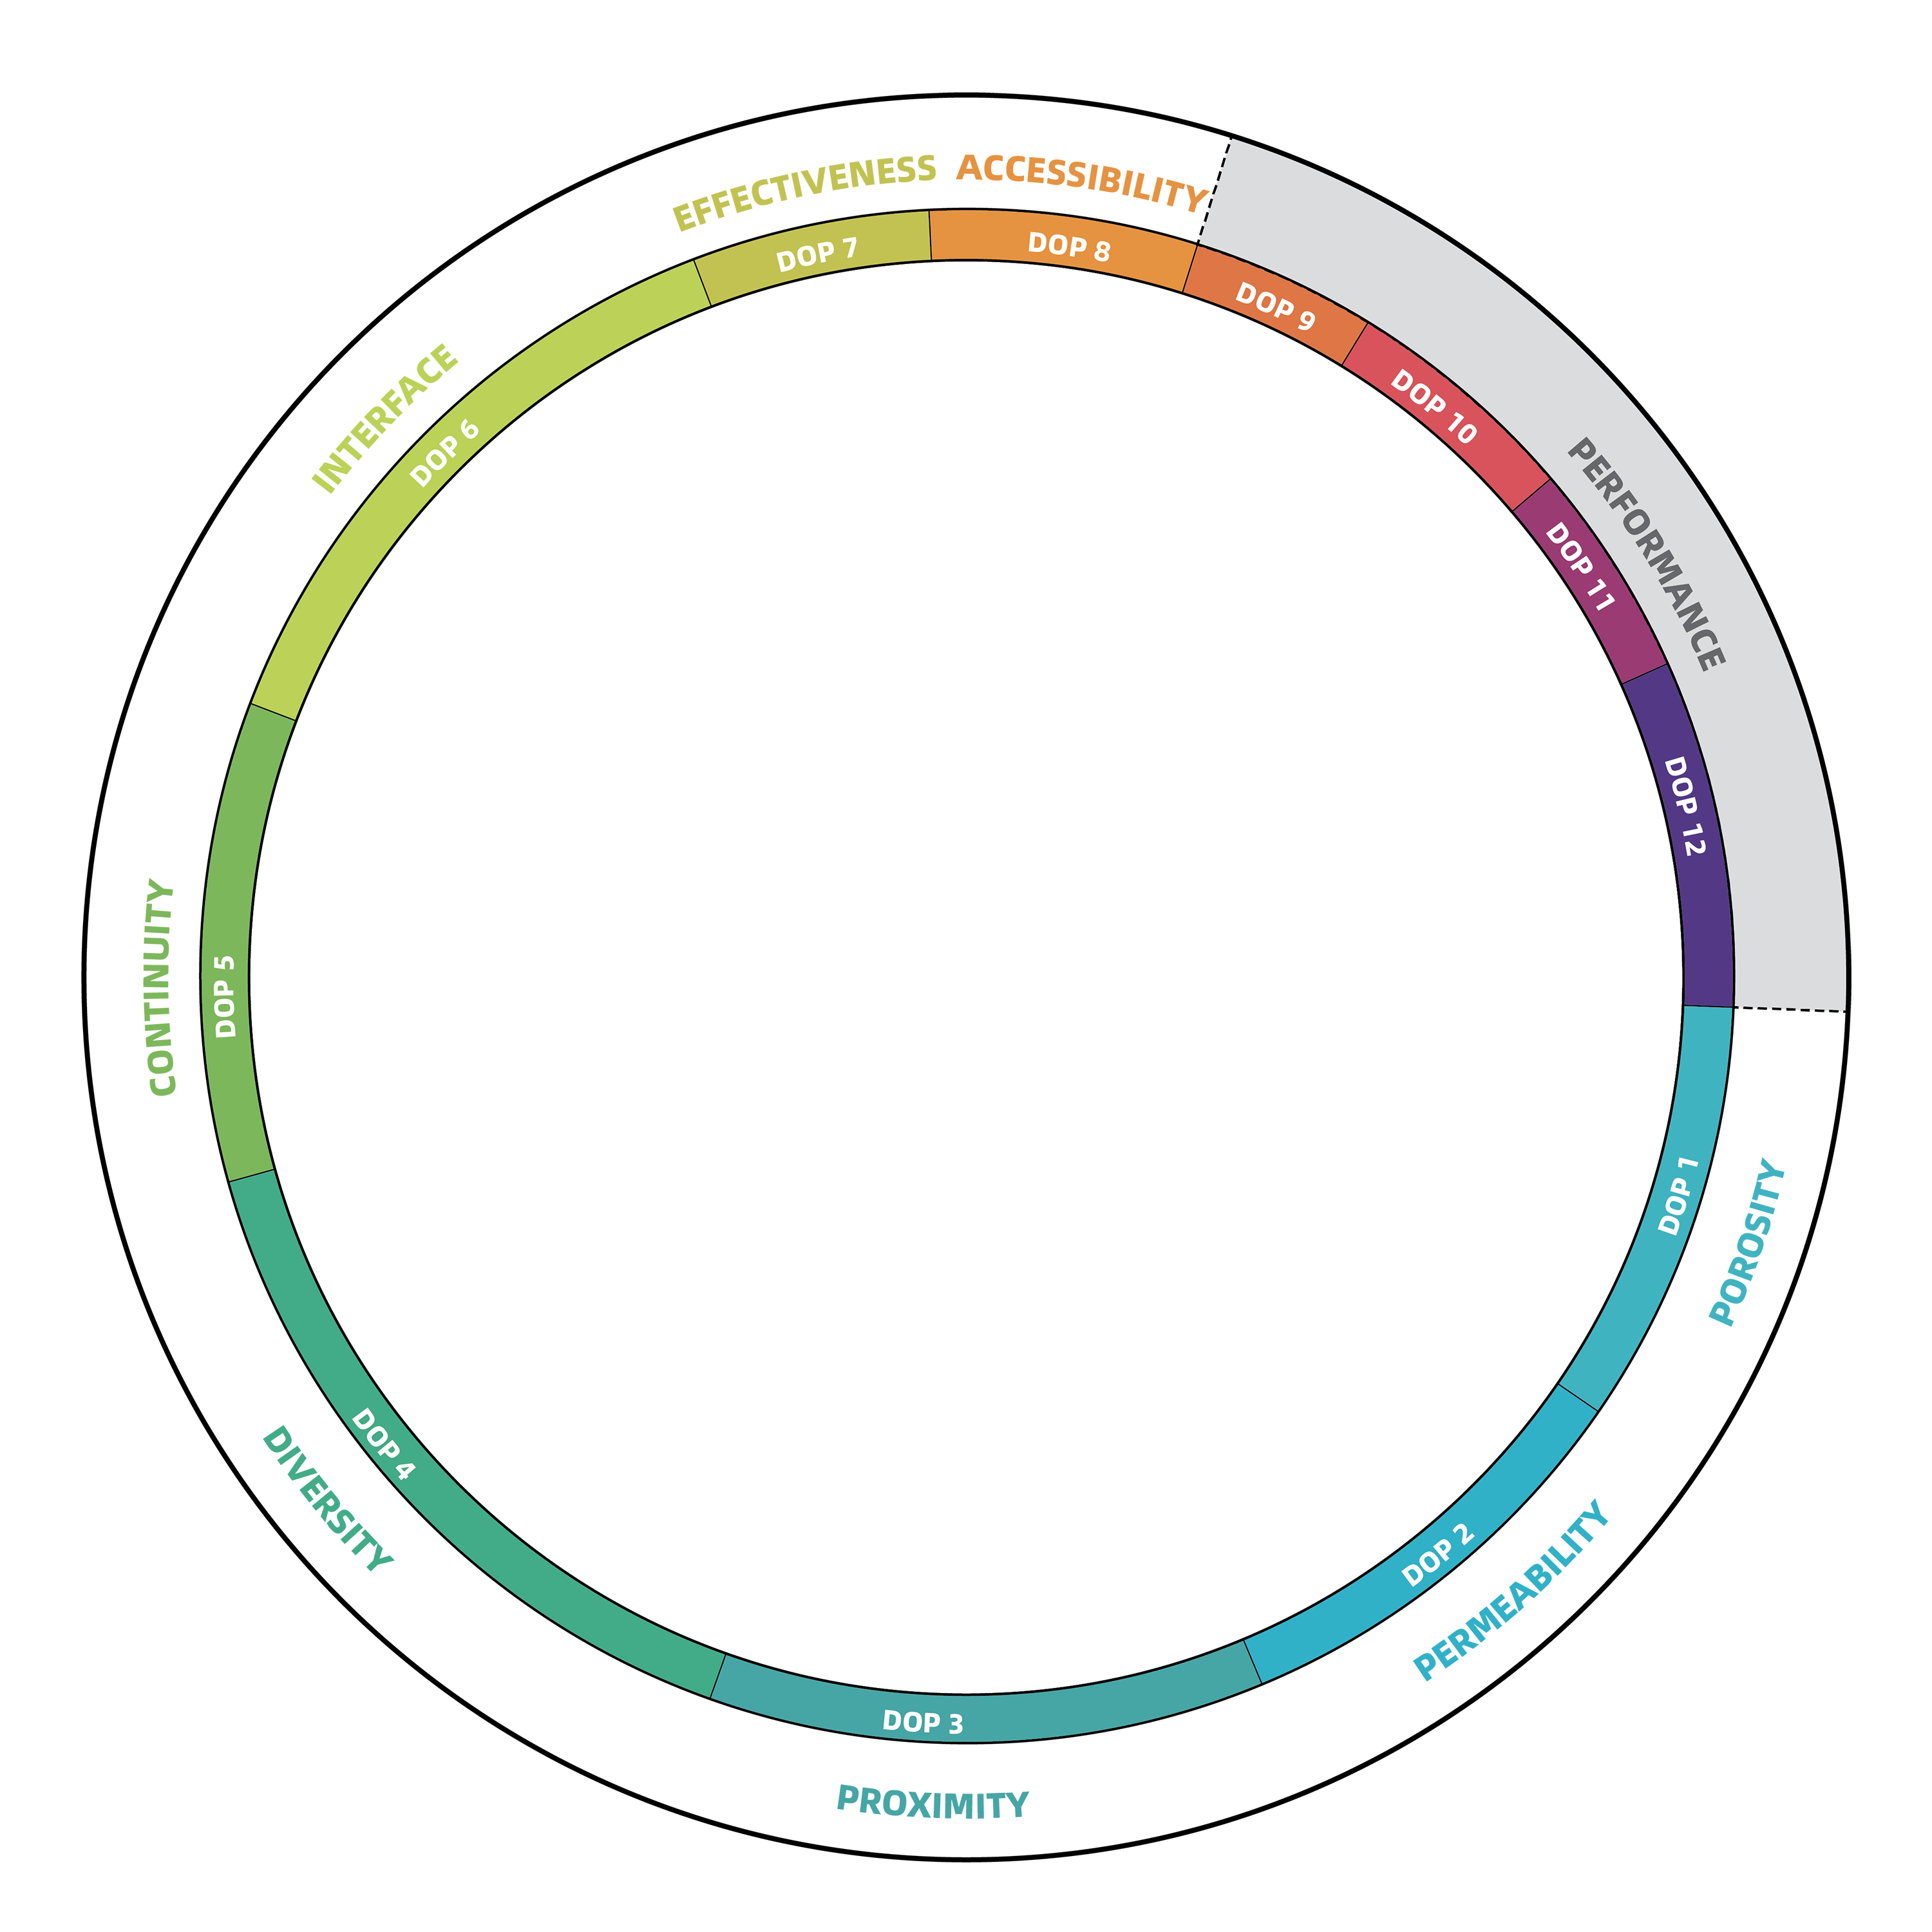 EFFECTIVENESS
ACCESSIBILITY
DOP 7
DOP 8
DOP 9
DOP 10
PERFORMANCE
DOP 11
DOP 12
DOP 1
POROSITY
DOP 2
PERMEABILITY
DOP 3
PROXIMITY
DOP 4
DIVERSITY
DOP 5
CONTINUITY
DOP 6
INTERFACE